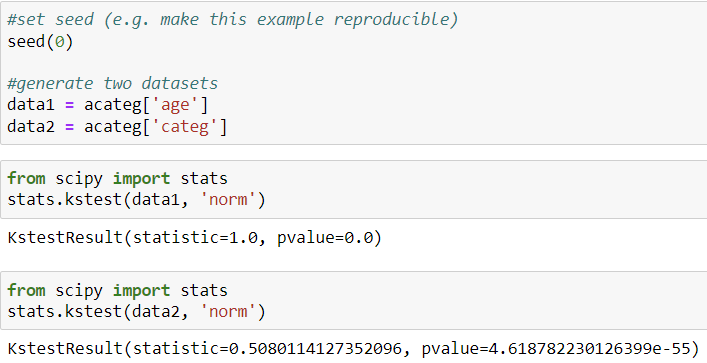 #set seed (e.g. make this example reproducible)
seed(0)
#generate two datasets
data1 = acateg['age']
data2 = acateg['categ']
from scipy import stats
stats.kstest(data1, 'norm')
KstestResult(statistic=1.0, pvalue=0.0)
from scipy import stats
stats.kstest(data2, 'norm')
KstestResult(statistic=0.5080114127352096, pvalue=4.618782230126399e-55)